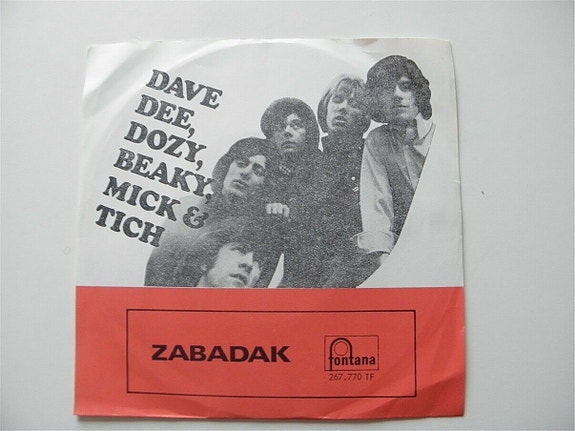 DAVE
DEE,
DOZY,
BEAKY,
MICK &
TICH
ZABADAK
fontana
267.770 TF